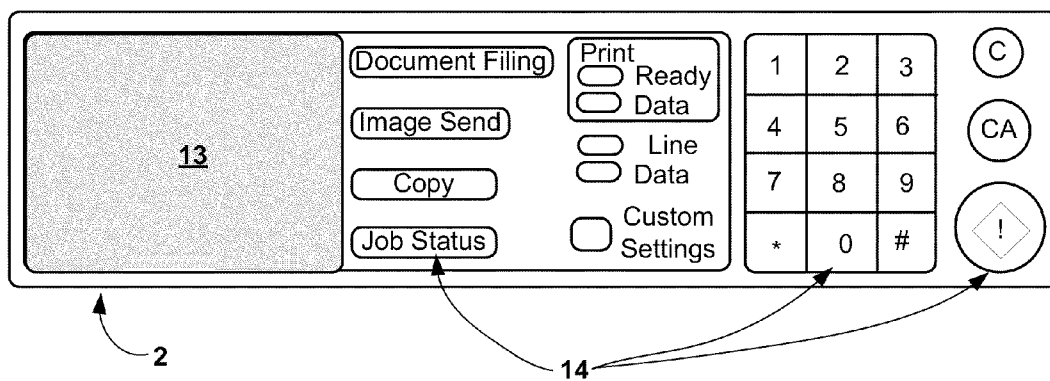 13
Document Filing
Image Send
Copy
Job Status
Print
Ready
Data
Line
Data
Custom
Settings
1 2 3
4 5 6
7 8 9
* 0 #
C
CA
!
2
14